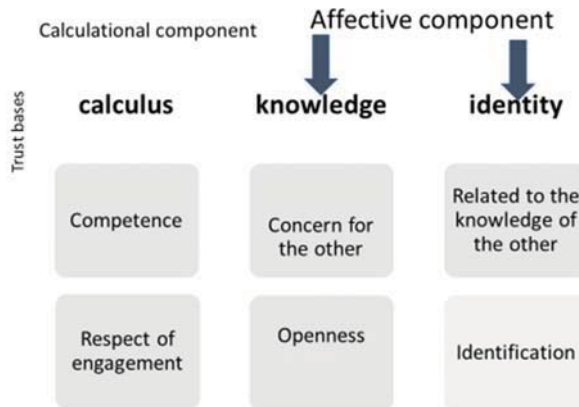 Calculational component
Affective component
Trust bases
calculus
knowledge
identity
Competence
Concern for
the other
Related to the
knowledge of
the other
Respect of
engagement
Openness
Identification